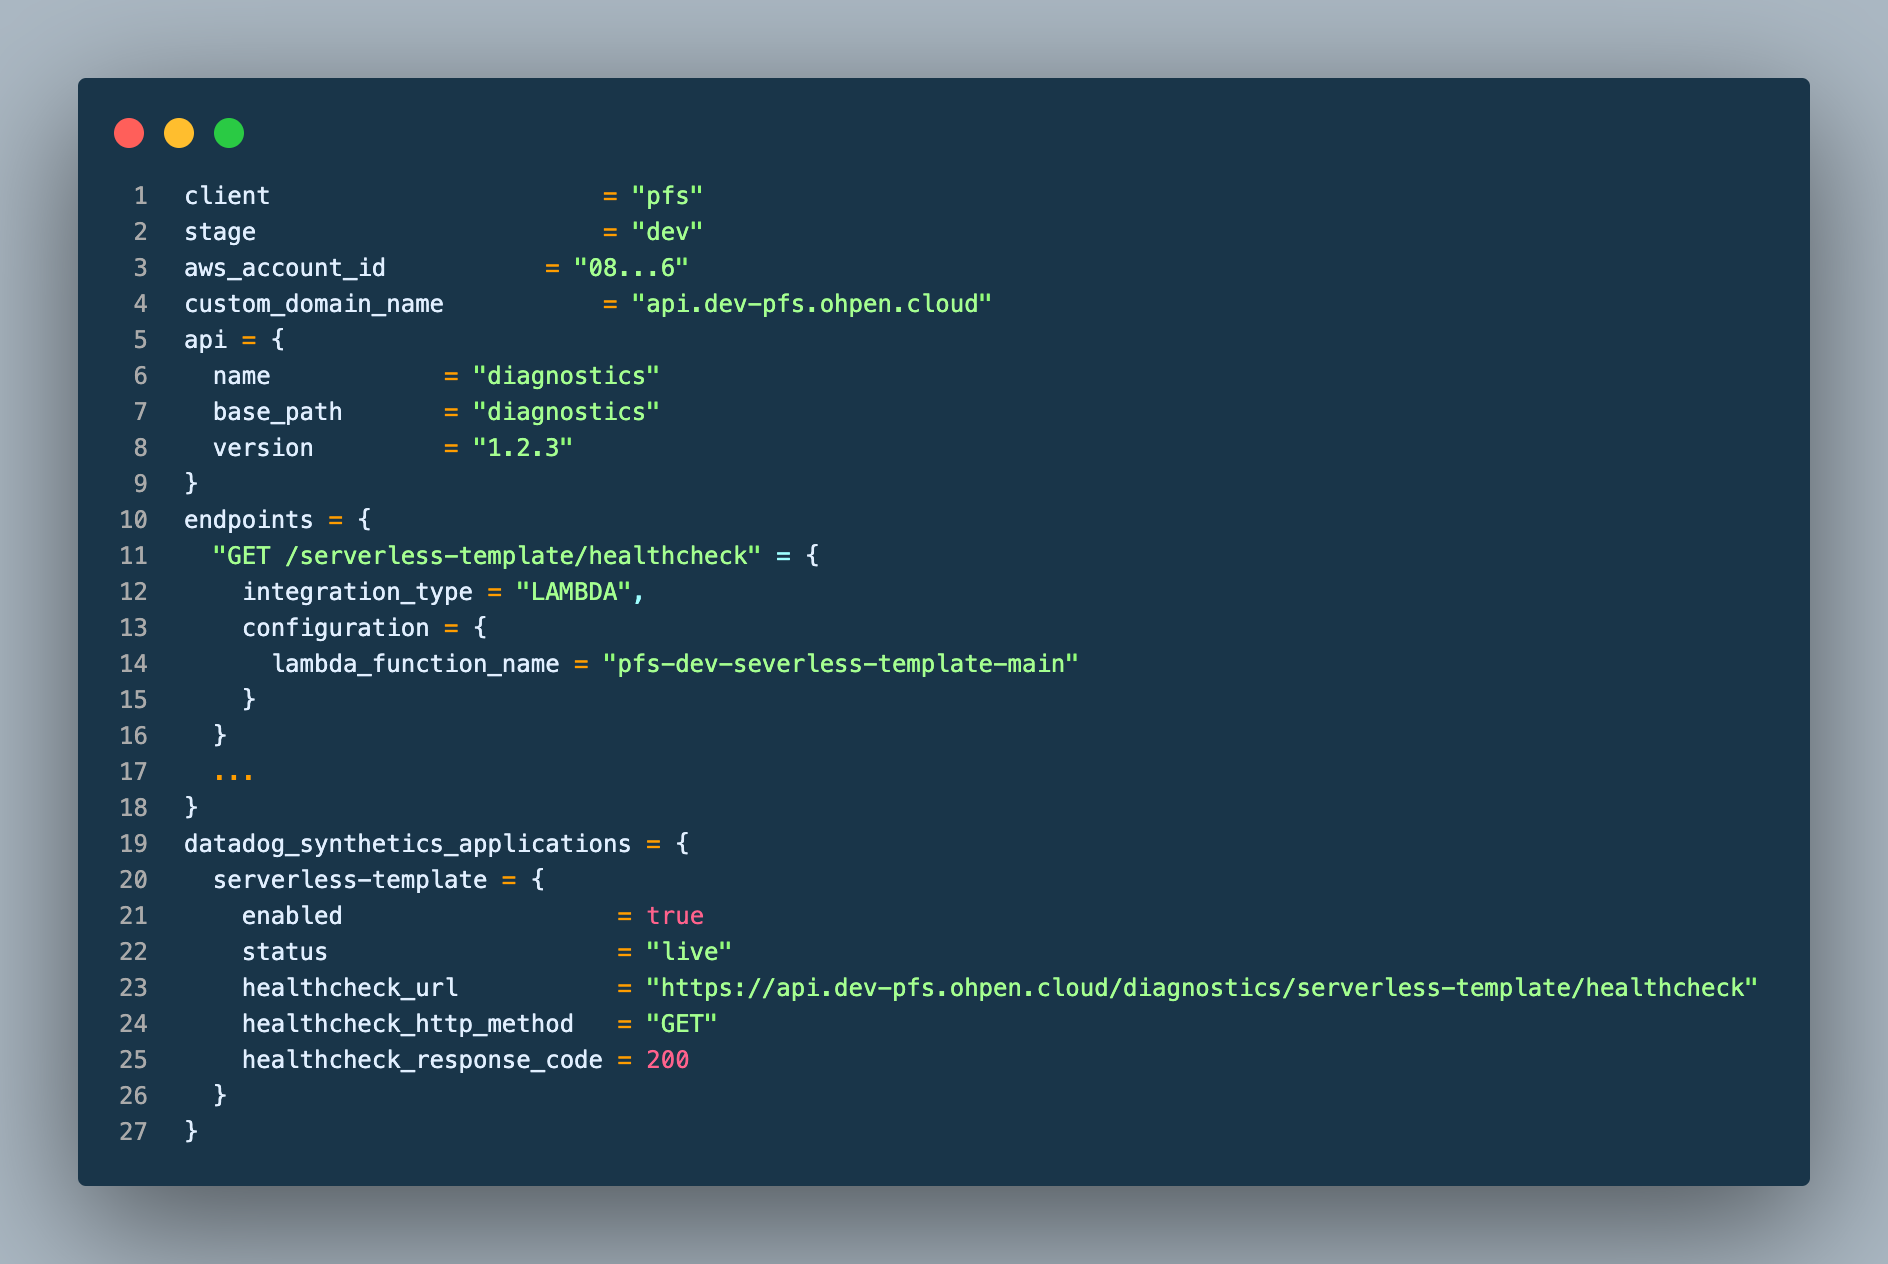 1 client = "pfs"
2 stage = "dev"
3 aws_account_id = "08...6"
4 custom_domain_name = "api.dev-pfs.ohpen.cloud"
5 api = {
6 name = "diagnostics"
7 base_path = "diagnostics"
8 version = "1.2.3"
9 }
10 endpoints = {
11 "GET /serverless-template/healthcheck" = {
12 integration_type = "LAMBDA",
13 configuration = {
14 lambda_function_name = "pfs-dev-severless-template-main"
15 }
16 }
17 ...
18 }
19 datadog_synthetics_applications = {
20 serverless-template = {
21 enabled = true
22 status = "live"
23 healthcheck_url = "https://api.dev-pfs.ohpen.cloud/diagnostics/serverless-template/healthcheck"
24 healthcheck_http_method = "GET"
25 healthcheck_response_code = 200
26 }
27 }